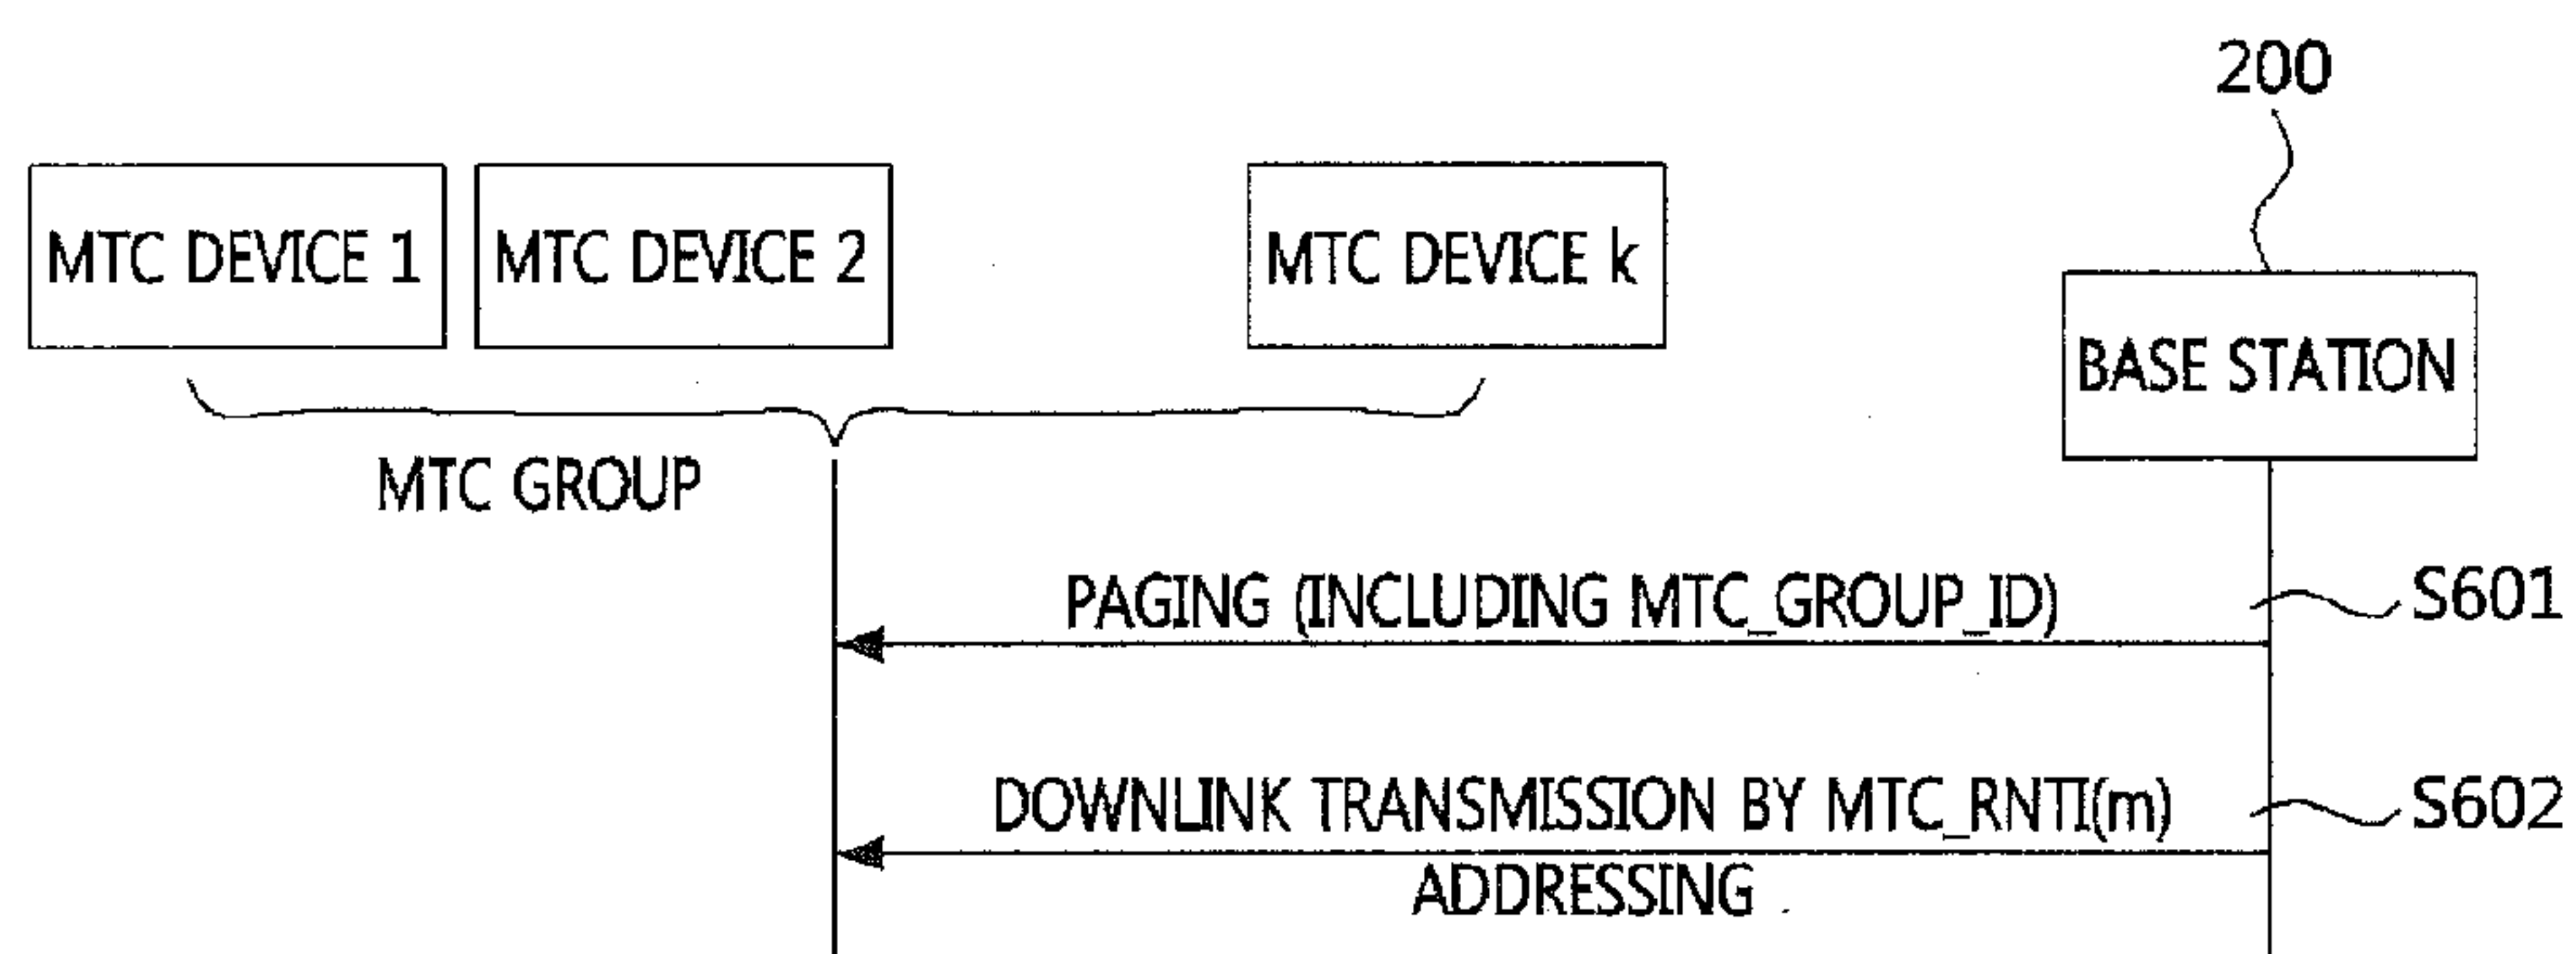 200
MTC DEVICE 1
MTC DEVICE 2
MTC DEVICE k
BASE STATION
MTC GROUP
PAGING (INCLUDING MTC_GROUP_ID)
S601
DOWNLINK TRANSMISSION BY MTC_RNTI(m)
S602
ADDRESSING